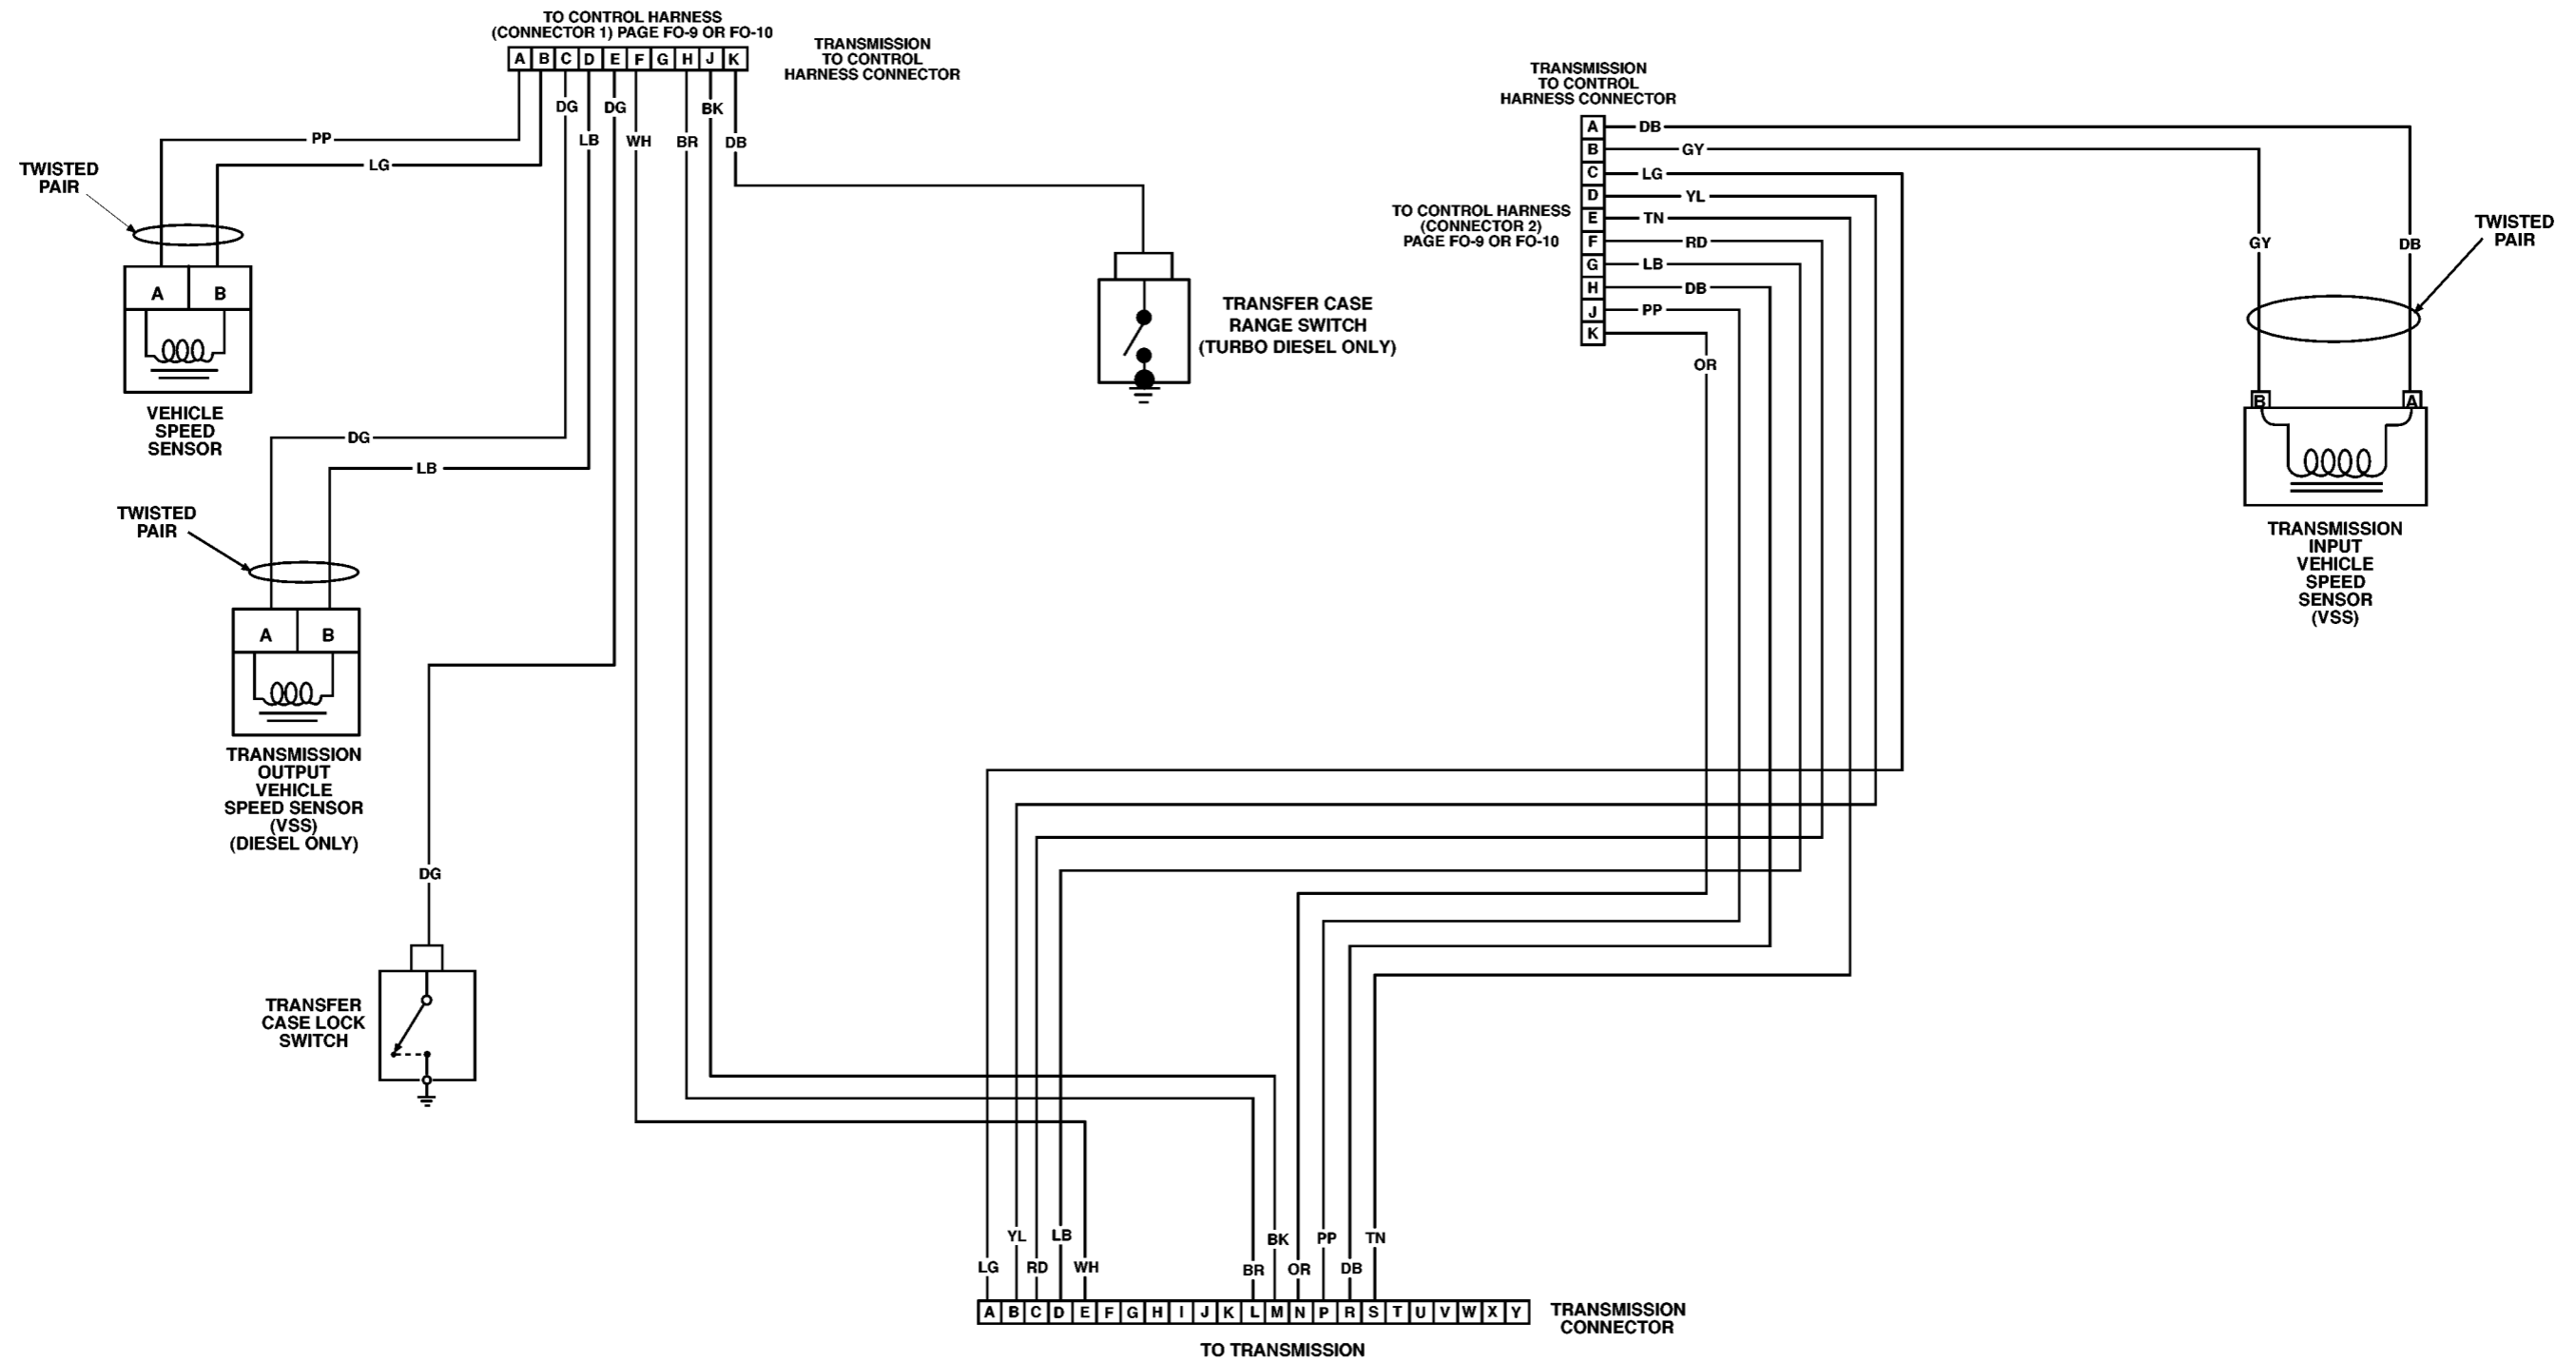 TO CONTROL HARNESS
(CONNECTOR 1) PAGE FO-9 OR FO-10
A B C D E F G H J K
TRANSMISSION
TO CONTROL
HARNESS CONNECTOR
DG
DG
BK
PP
LB
WH
BR
DB
LG
TWISTED
PAIR
A B
VEHICLE
SPEED
SENSOR
DG
LB
TWISTED
PAIR
A B
TRANSMISSION
OUTPUT
VEHICLE
SPEED SENSOR
(VSS)
(DIESEL ONLY)
DG
TRANSFER
CASE LOCK
SWITCH
TRANSFER CASE
RANGE SWITCH
(TURBO DIESEL ONLY)
TRANSMISSION
TO CONTROL
HARNESS CONNECTOR
TO CONTROL HARNESS
(CONNECTOR 2)
PAGE FO-9 OR FO-10
A DB
B GY
C LG
D YL
E TN
F RD
G LB
H DB
J PP
K
OR
GY
DB
TWISTED
PAIR
B A
TRANSMISSION
INPUT
VEHICLE
SPEED
SENSOR
(VSS)
YL
LB
BK
PP
TN
LG
RD
WH
BR
OR
DB
A B C D E F G H I J K L M N P R S T U V W X Y
TRANSMISSION
CONNECTOR
TO TRANSMISSION